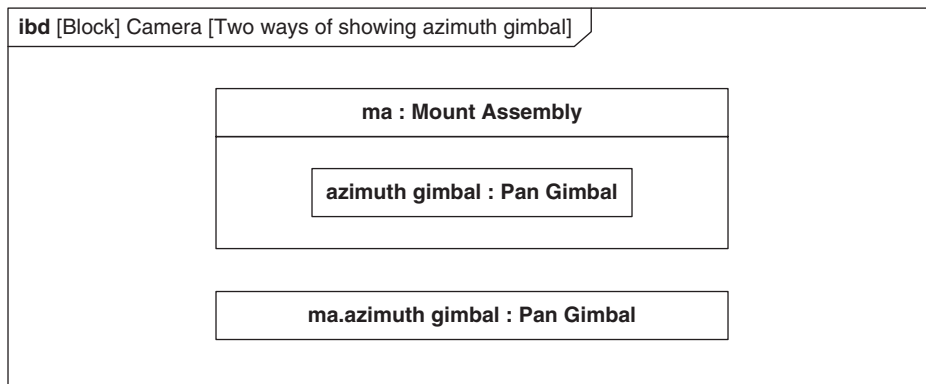 ibd [Block] Camera [Two ways of showing azimuth gimbal]
ma : Mount Assembly
azimuth gimbal : Pan Gimbal
ma.azimuth gimbal : Pan Gimbal